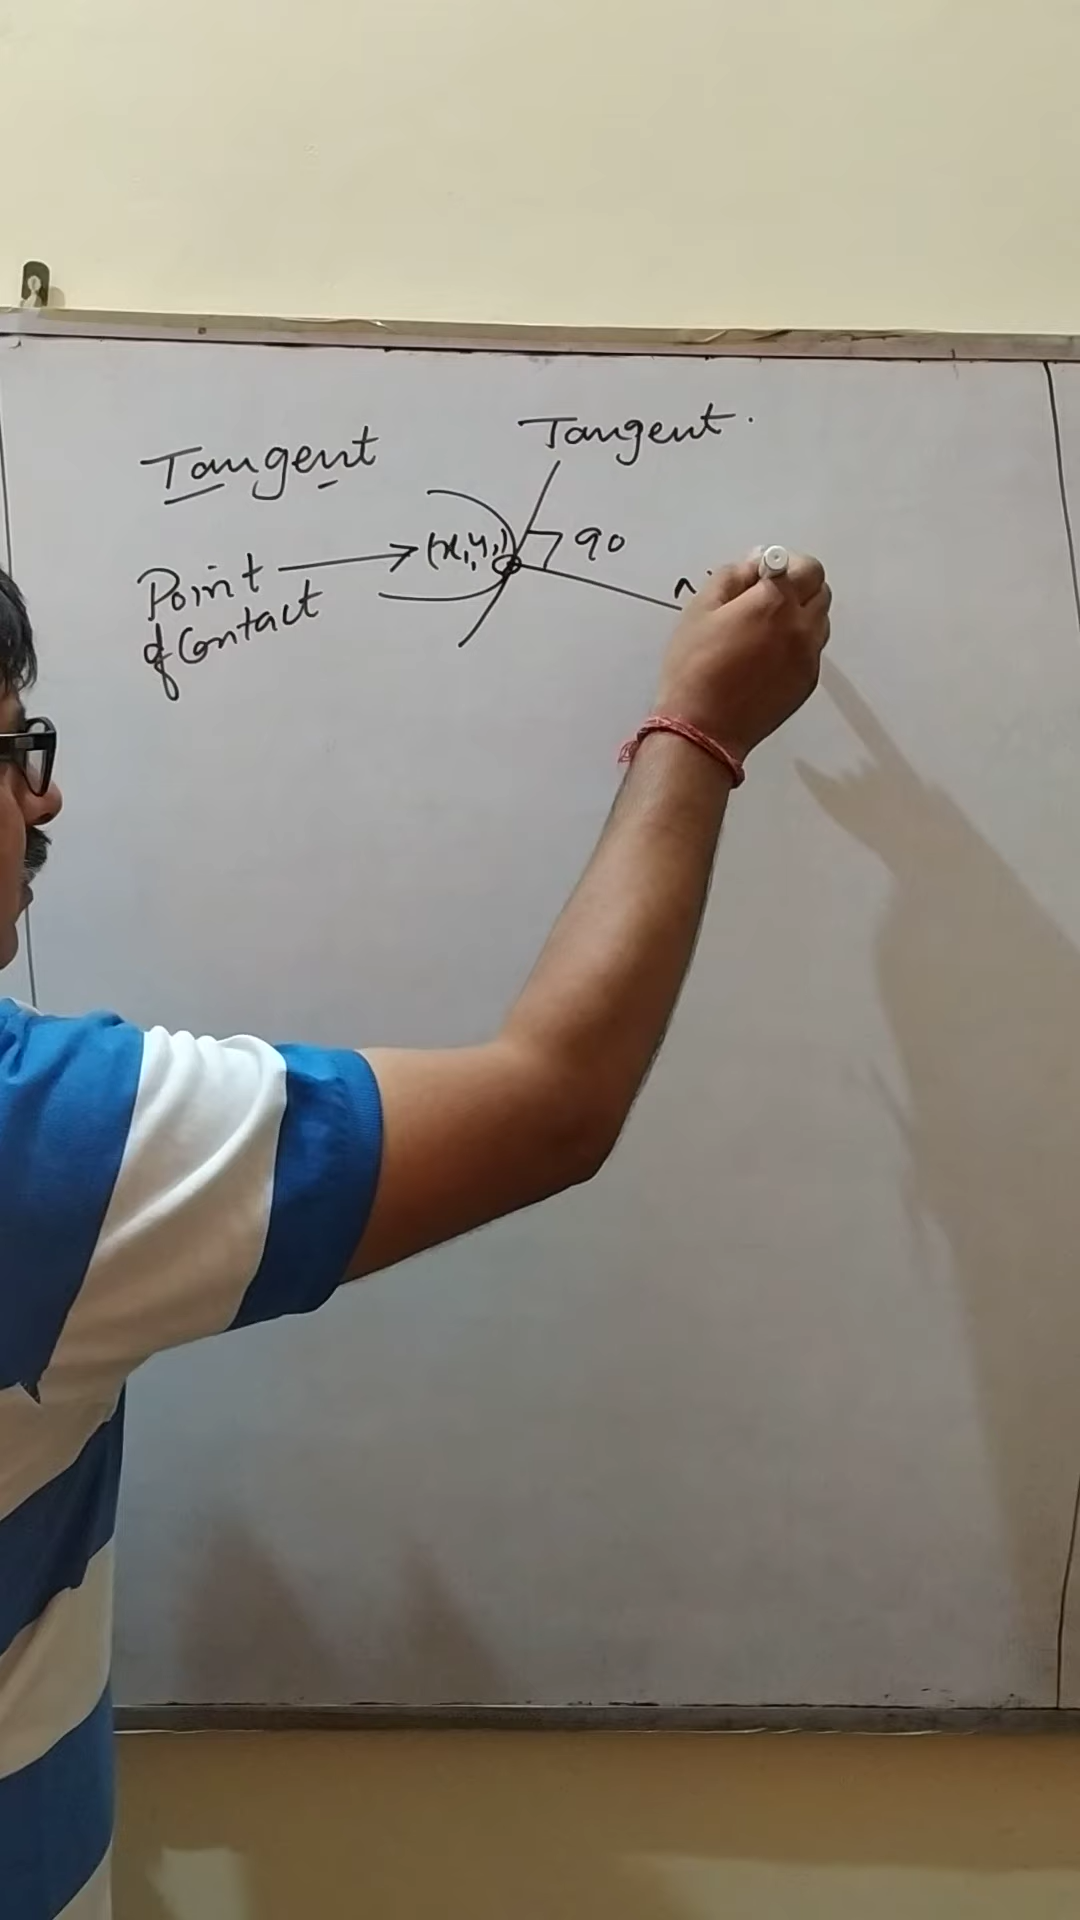 Tangent
Tangent.
(x₁,y₁)
90
Point
of Contact